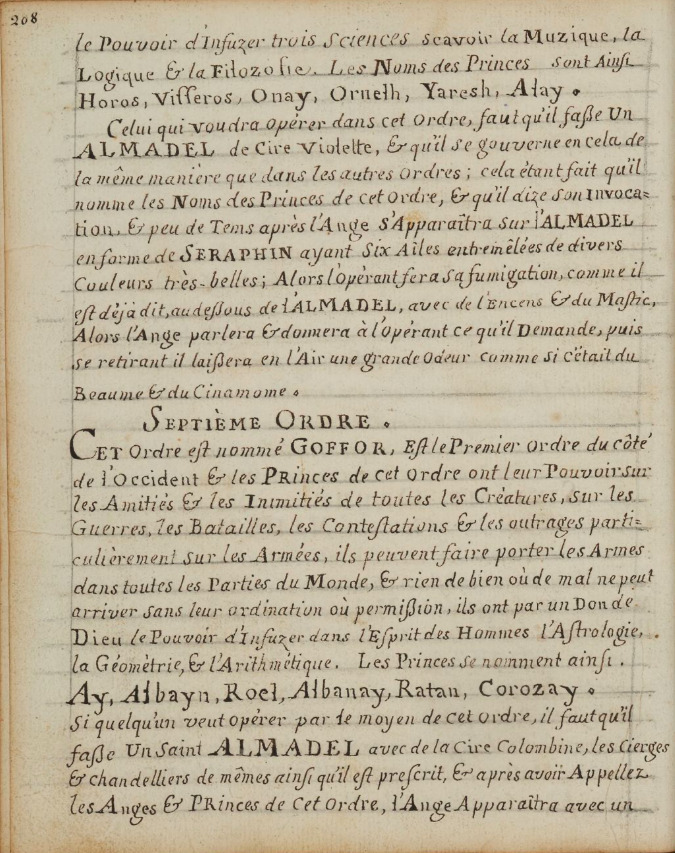 208
le Pouvoir d'Infuzer trois sciences scavoir la Muzique, la
Logique & la Filozofie. Les Noms des Princes sont Ainsi
Horos, Visseros, Onay, Ornelh, Yaresh, Alay.
Celui qui voudra opérer dans cet Ordre, faut qu'il faße Un
ALMADEL de Cire violette, & qu'il se gouverne en cela de
la même manière que dans les autres ordres ; cela étant fait qu'il
nomme les Noms des Princes de cet ordre, & qu'il dize son Invoca=
tion, & peu de Tems après l'Ange s'Apparaîtra sur l'ALMADEL
en forme de SERAPHIN ayant six Ailes entremêlées de divers
Couleurs très-belles ; Alors l'opérant fera sa fumigation, comme il
est déja dit, au deßous de l'ALMADEL, avec de l'Encens & du Mastic,
Alors l'Ange parlera & donnera à l'opérant ce qu'il Demande, puis
se retirant il laißera en l'Air une grande odeur comme si c'était du
Beaume & du Cinamome.
SEPTIÈME ORDRE.
CET Ordre est nommé GOFFOR, Est le Premier ordre du côté
de l'Occident & les PRinces de cet ordre ont leur Pouvoir sur
les Amitiés & les Inimitiés de toutes les Créatures, sur les
Guerres, les Batailles, les Contestations & les outrages parti=
culièrement sur les Armées, ils peuvent faire porter les Armes
dans toutes les Parties du Monde, & rien de bien où de mal ne peut
arriver sans leur ordination où permißion, ils ont par un Don de
Dieu le Pouvoir d'Infuzer dans l'Esprit des Hommes l'Astrologie,
la Géomètrie, & l'Arithmètique. Les Princes se nomment ainsi.
Ay, Albayn, Roel, Albanay, Ratan, Corozay.
Si quelqu'un veut opérer par le moyen de cet ordre, il faut qu'il
faße Un Saint ALMADEL avec de la Cire Colombine, les Cierges
& chandelliers de mêmes ainsi qu'il est prescrit, & après avoir Appellez
les Anges & PRinces de Cet Ordre, l'Ange Apparaîtra avec un